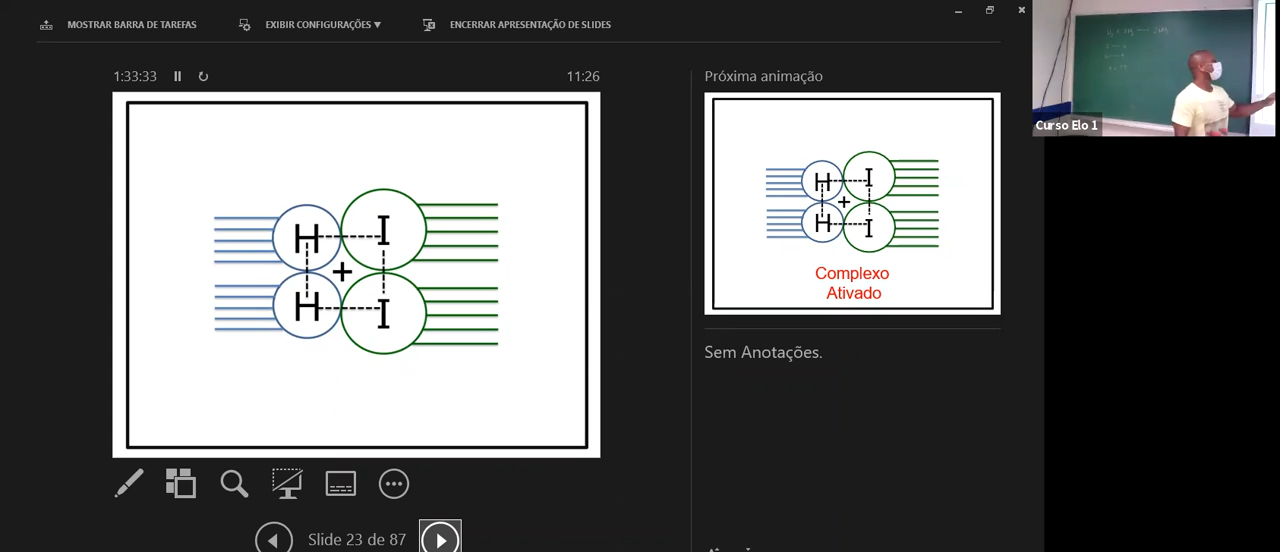 MOSTRAR BARRA DE TAREFAS
EXIBIR CONFIGURAÇÕES ▼
ENCERRAR APRESENTAÇÃO DE SLIDES
1:33:33
11:26
H I
+
H I
Slide 23 de 87
Próxima animação
H I
+
H I
Complexo
Ativado
Sem Anotações.
Curso Elo 1